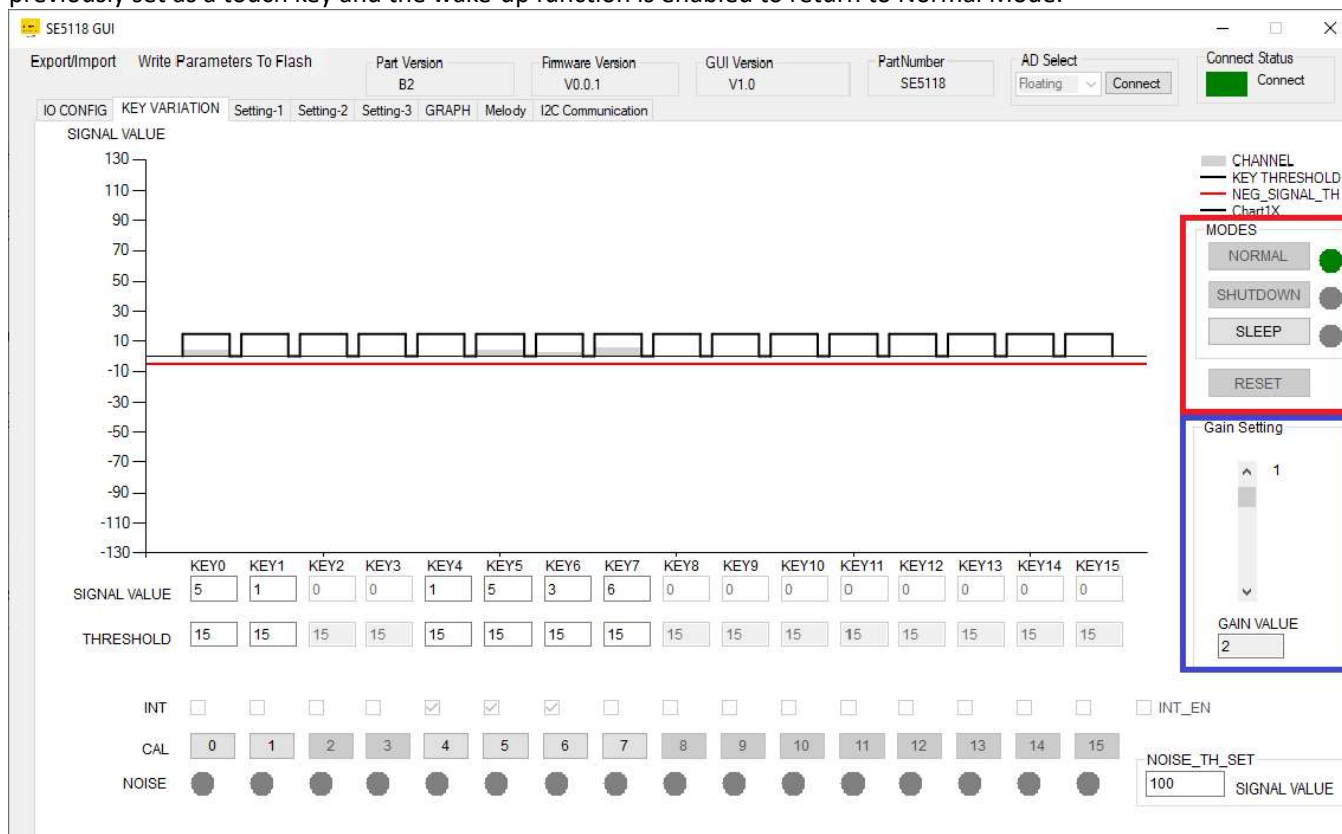 previously set as a touch key and the wake-up function is enabled to return to Normal Mode.
SE5118 GUI
Export/Import Write Parameters To Flash
Part Version
B2
Firmware Version
V0.0.1
GUI Version
V1.0
PartNumber
SE5118
AD Select
Floating Connect
Connect Status
Connect
IO CONFIG KEY VARIATION Setting-1 Setting-2 Setting-3 GRAPH Melody I2C Communication
SIGNAL VALUE
130
110
90
70
50
30
10
-10
-30
-50
-70
-90
-110
-130
CHANNEL
KEY THRESHOLD
NEG_SIGNAL_TH
Chart1X
MODES
NORMAL
SHUTDOWN
SLEEP
RESET
Gain Setting
1
GAIN VALUE
2
KEY0 KEY1 KEY2 KEY3 KEY4 KEY5 KEY6 KEY7 KEY8 KEY9 KEY10 KEY11 KEY12 KEY13 KEY14 KEY15
SIGNAL VALUE 5 1 0 0 1 5 3 6 0 0 0 0 0 0 0 0
THRESHOLD 15 15 15 15 15 15 15 15 15 15 15 15 15 15 15 15
INT INT_EN
CAL 0 1 2 3 4 5 6 7 8 9 10 11 12 13 14 15
NOISE
NOISE_TH_SET
100 SIGNAL VALUE